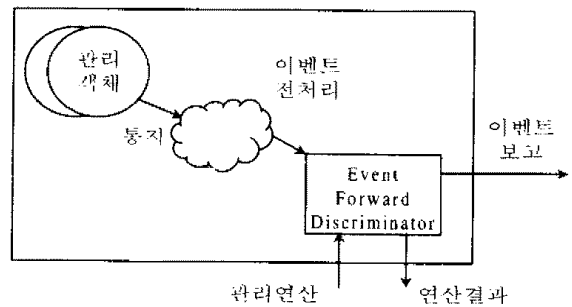 관리
객체
이벤트
전처리
통지
이벤트
보고
Event
Forward
Discriminator
관리연산
연산결과